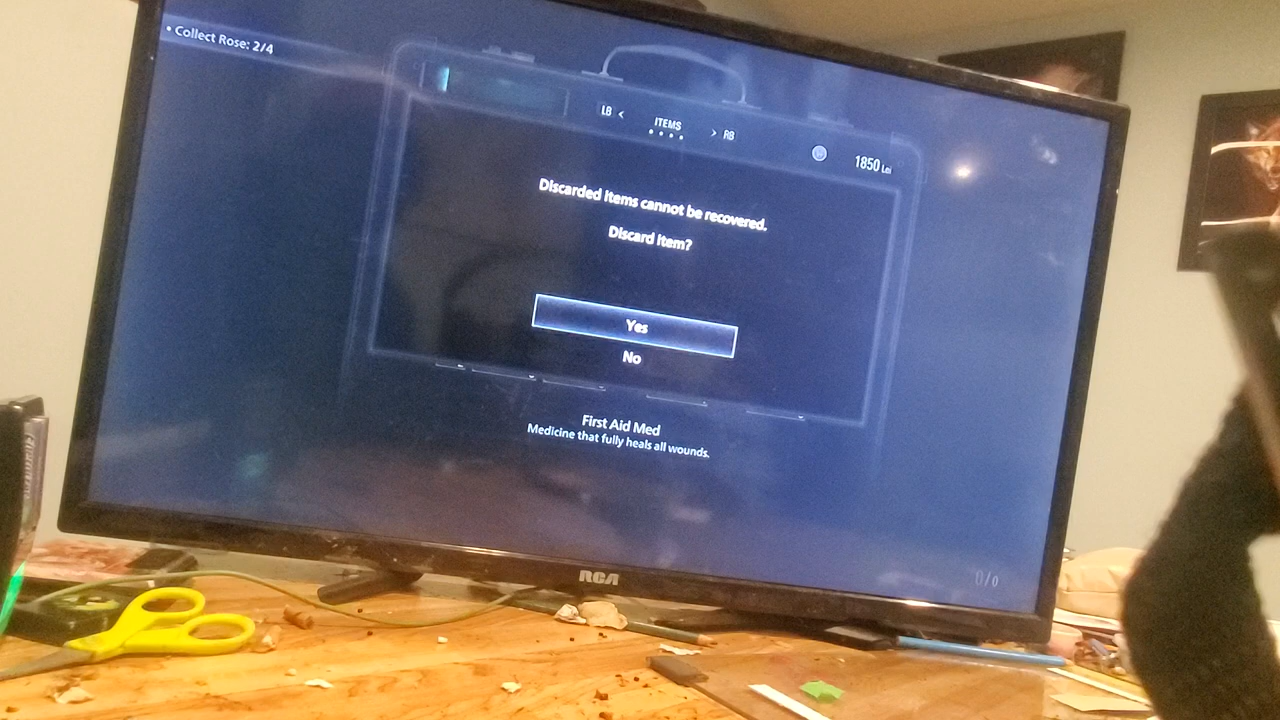 • Collect Rose: 2/4
LB < ITEMS > RB
1850 Lei
Discarded items cannot be recovered.
Discard item?
Yes
No
First Aid Med
Medicine that fully heals all wounds.
0/0
RCA